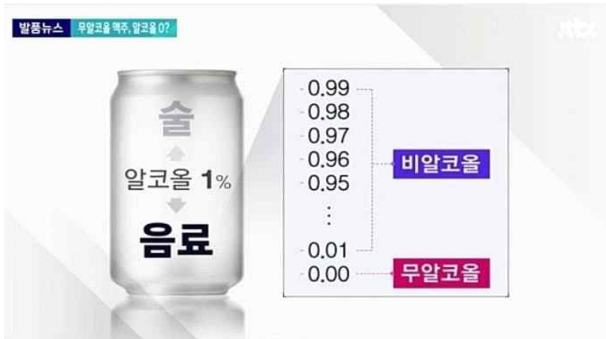 발품뉴스 무알코올 맥주, 알코올 0?
jtbc
술
알코올 1%
음료
0.99
0.98
0.97
0.96
0.95
⋮
0.01
0.00
비알코올
무알코올